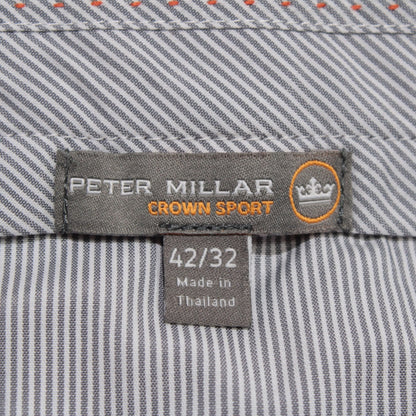 PETER MILLAR
CROWN SPORT
42/32
Made in
Thailand